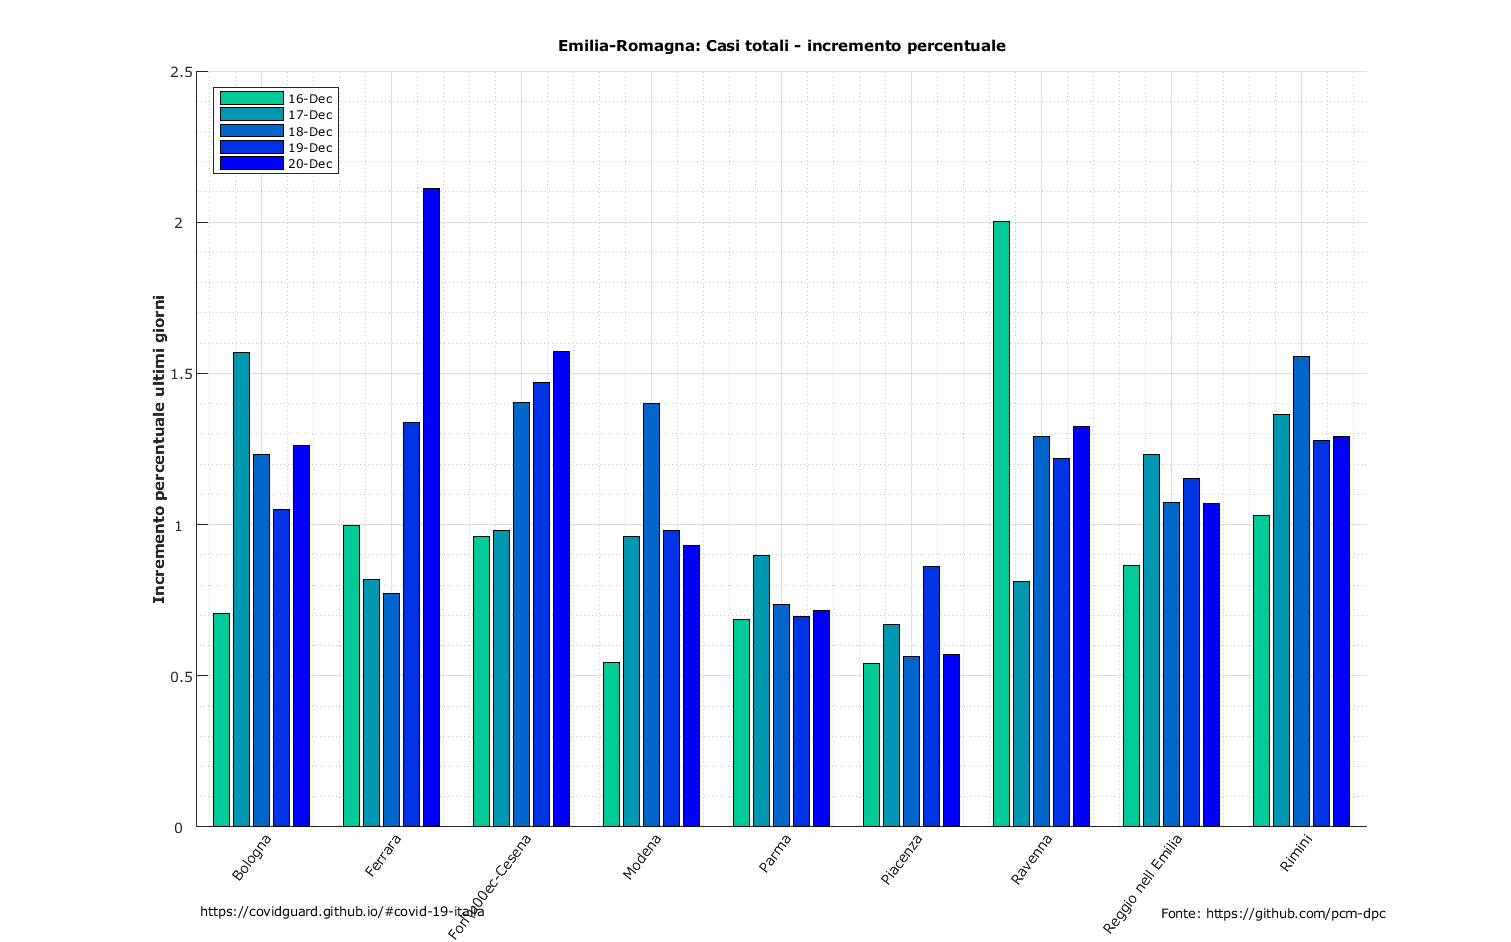 Emilia-Romagna: Casi totali - incremento percentuale
Incremento percentuale ultimi giorni
2.5
2
1.5
1
0.5
0
16-Dec
17-Dec
18-Dec
19-Dec
20-Dec
Bologna
Ferrara
Modena
Parma
Piacenza
Ravenna
Reggio nell Emilia
Rimini
https://covidguard.github.io/#covid-19-italia
Fonte: https://github.com/pcm-dpc